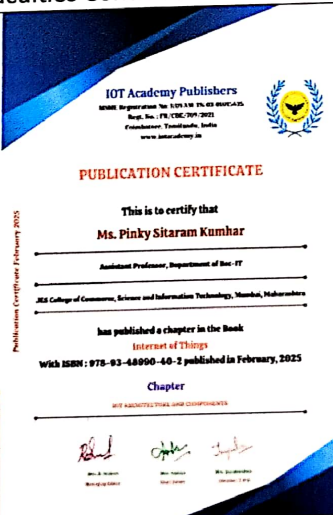 IOT Academy Publishers
Coimbatore, Tamilnadu, India
www.iotacademy.in
PUBLICATION CERTIFICATE
This is to certify that
Ms. Pinky Sitaram Kumhar
Assistant Professor, Department of Bsc-IT
JKS College of Commerce, Science and Information Technology, Mumbai, Maharashtra
has published a chapter in the Book
Internet of Things
With ISBN : 978-93-48990-40-2 published in February, 2025
Chapter
IOT ARCHITECTURE AND COMPONENTS
Publication Certificate February 2025